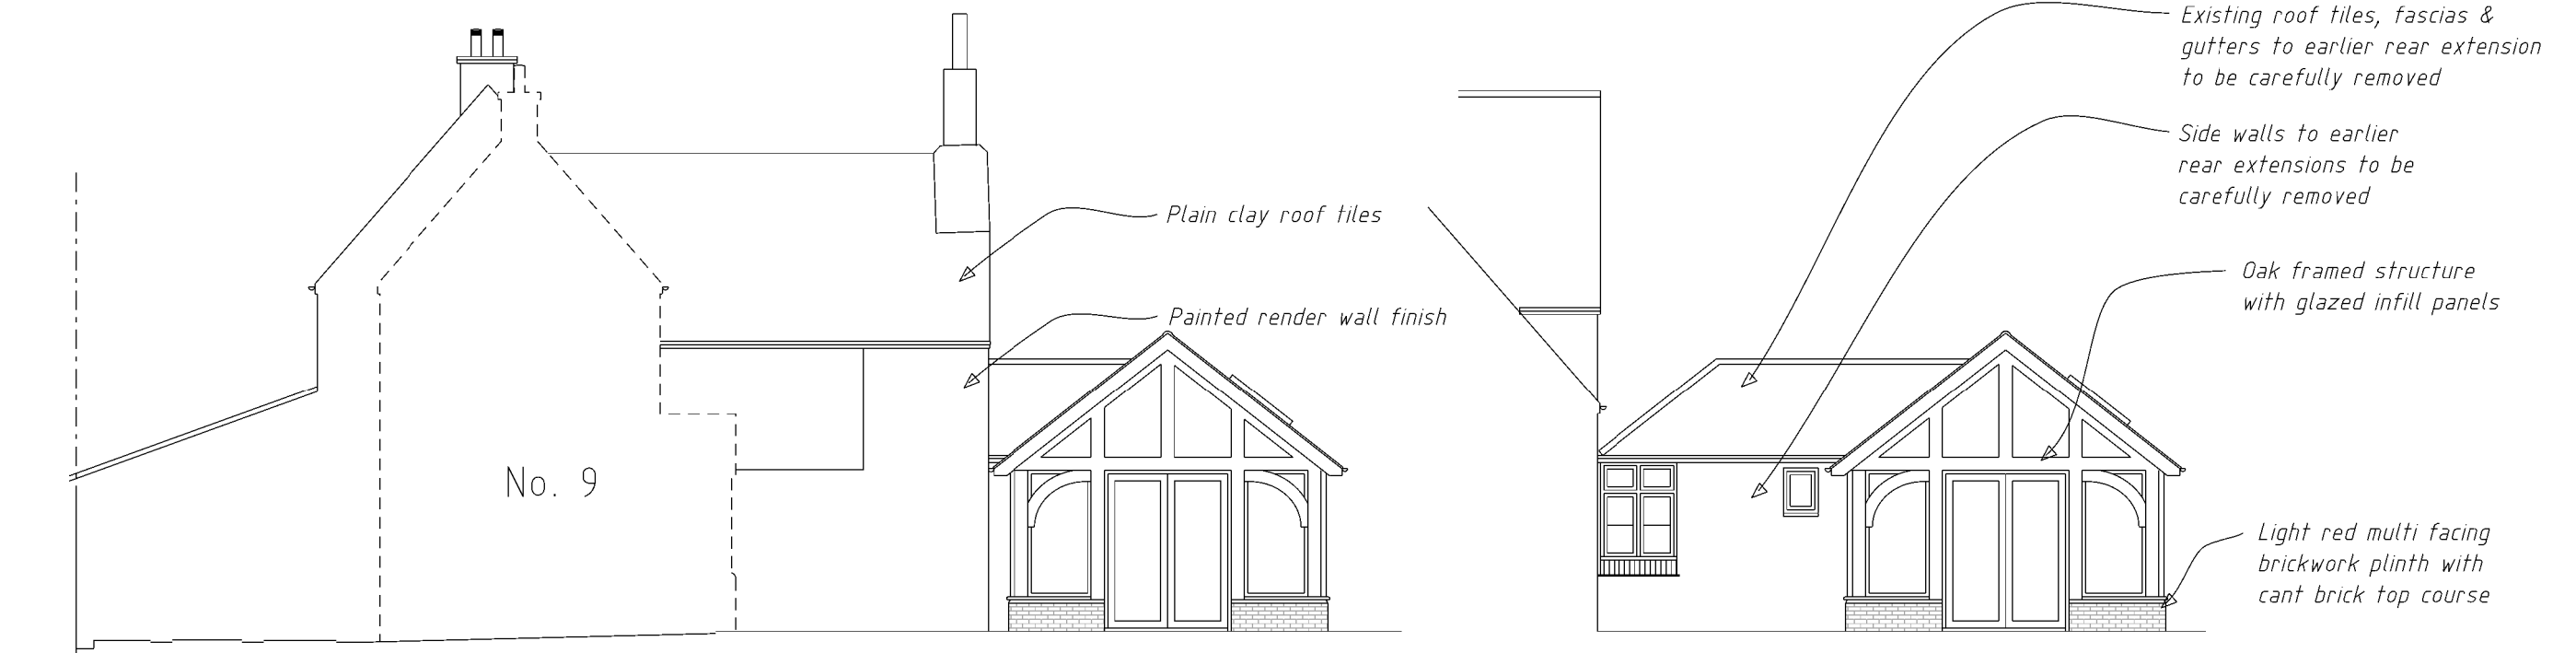 Existing roof tiles, fascias &
gutters to earlier rear extension
to be carefully removed
Side walls to earlier
rear extensions to be
carefully removed
Plain clay roof tiles
Oak framed structure
with glazed infill panels
Painted render wall finish
No. 9
Light red multi facing
brickwork plinth with
cant brick top course